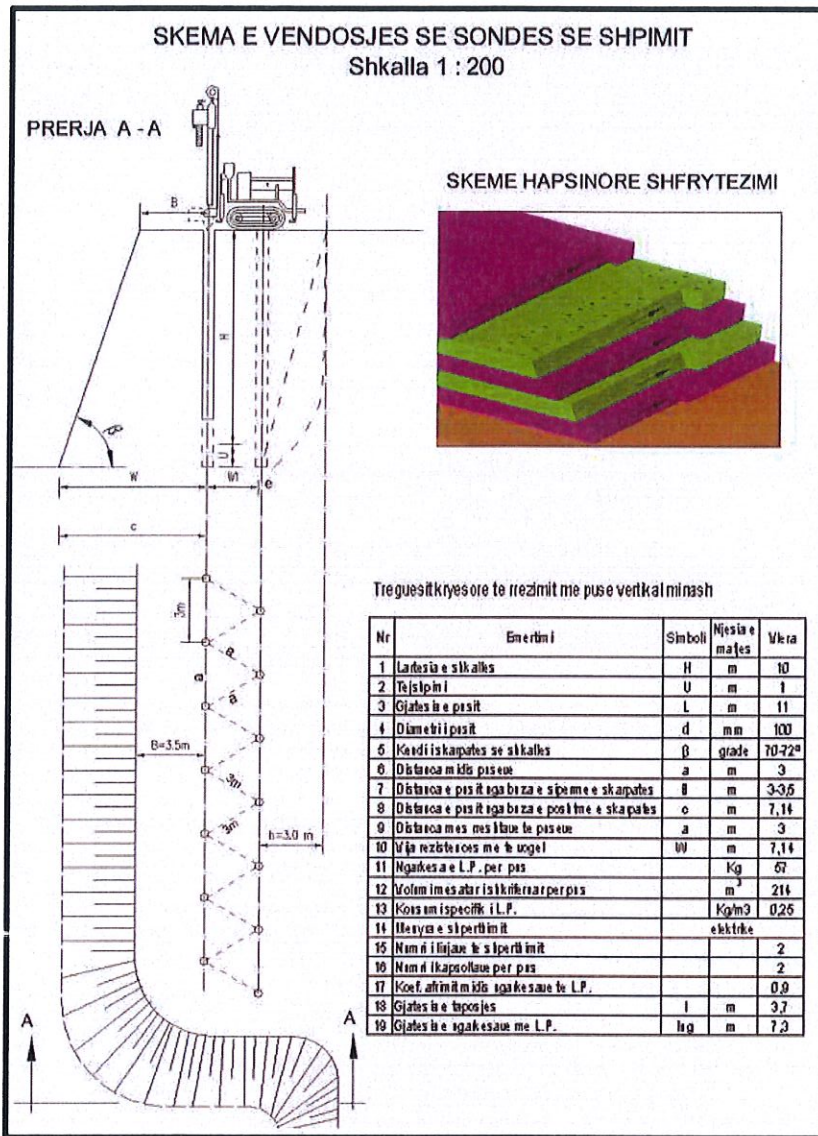 SKEMA E VENDOSJES SE SONDES SE SHPIMIT
Shkalla 1 : 200
PRERJA A - A
SKEME HAPSINORE SHFRYTEZIMI
B
H
U
β
W
W1
e
c
3m
a
a
a
B=3.5m
3m
3m
b=3.0 m
A
A
Treguesit kryesore te rrezimit me puse vertikal minash
Nr Emertimi Simboli Njesia e matjes Vlera
1 Lartesia e shkalles H m 10
2 Tejshpimi U m 1
3 Gjatesia e pusit L m 11
4 Diametri i pusit d mm 100
5 Kendi i skarpates se shkalles β grade 70-72º
6 Distanca midis puseve a m 3
7 Distanca e pusit nga buza e siperme e skarpates B m 3-3,5
8 Distanca e pusit nga buza e poshtme e skarpates c m 7,14
9 Distanca mes rreshtave te puseve a m 3
10 Vija rezistences me te vogel W m 7,14
11 Ngarkesa e L.P. per pus Kg 57
12 Volumi mesatar i shkriferuar per pus m3 214
13 Konsumi specifik i L.P. Kg/m3 0,25
14 Menyra e shperthimit elektrike
15 Numri i linjave te shperthimit 2
16 Numri i kapsollave per pus 2
17 Koef. afrimit midis ngarkesave te L.P. 0,9
18 Gjatesia e taposjes l m 3,7
19 Gjatesia e ngarkesave me L.P. lng m 7,3